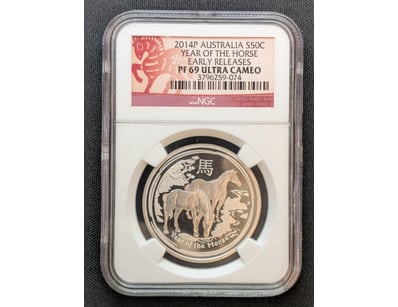 2014P AUSTRALIA S50C
YEAR OF THE HORSE
EARLY RELEASES
PF 69 ULTRA CAMEO
3796259-074
NGC
馬
Year of the Horse